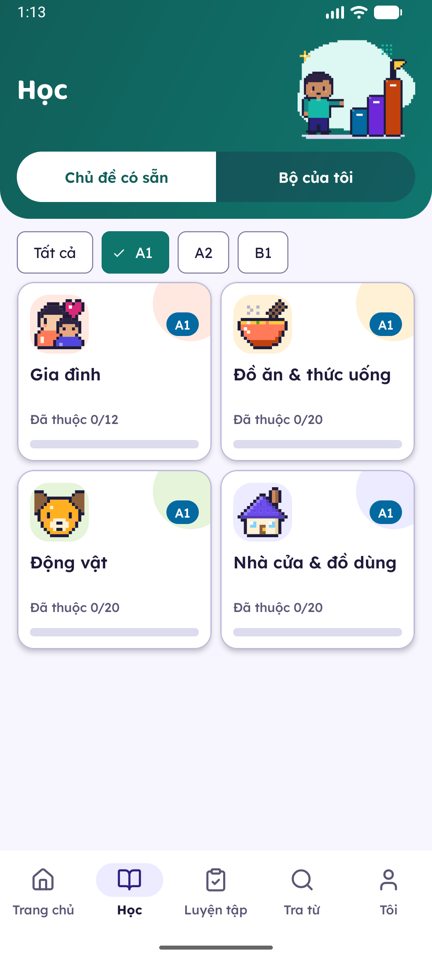 1:13
Học
Chủ đề có sẵn
Bộ của tôi
Tất cả
A1
A2
B1
A1
Gia đình
Đã thuộc 0/12
A1
Đồ ăn & thức uống
Đã thuộc 0/20
A1
Động vật
Đã thuộc 0/20
A1
Nhà cửa & đồ dùng
Đã thuộc 0/20
Trang chủ
Học
Luyện tập
Tra từ
Tôi